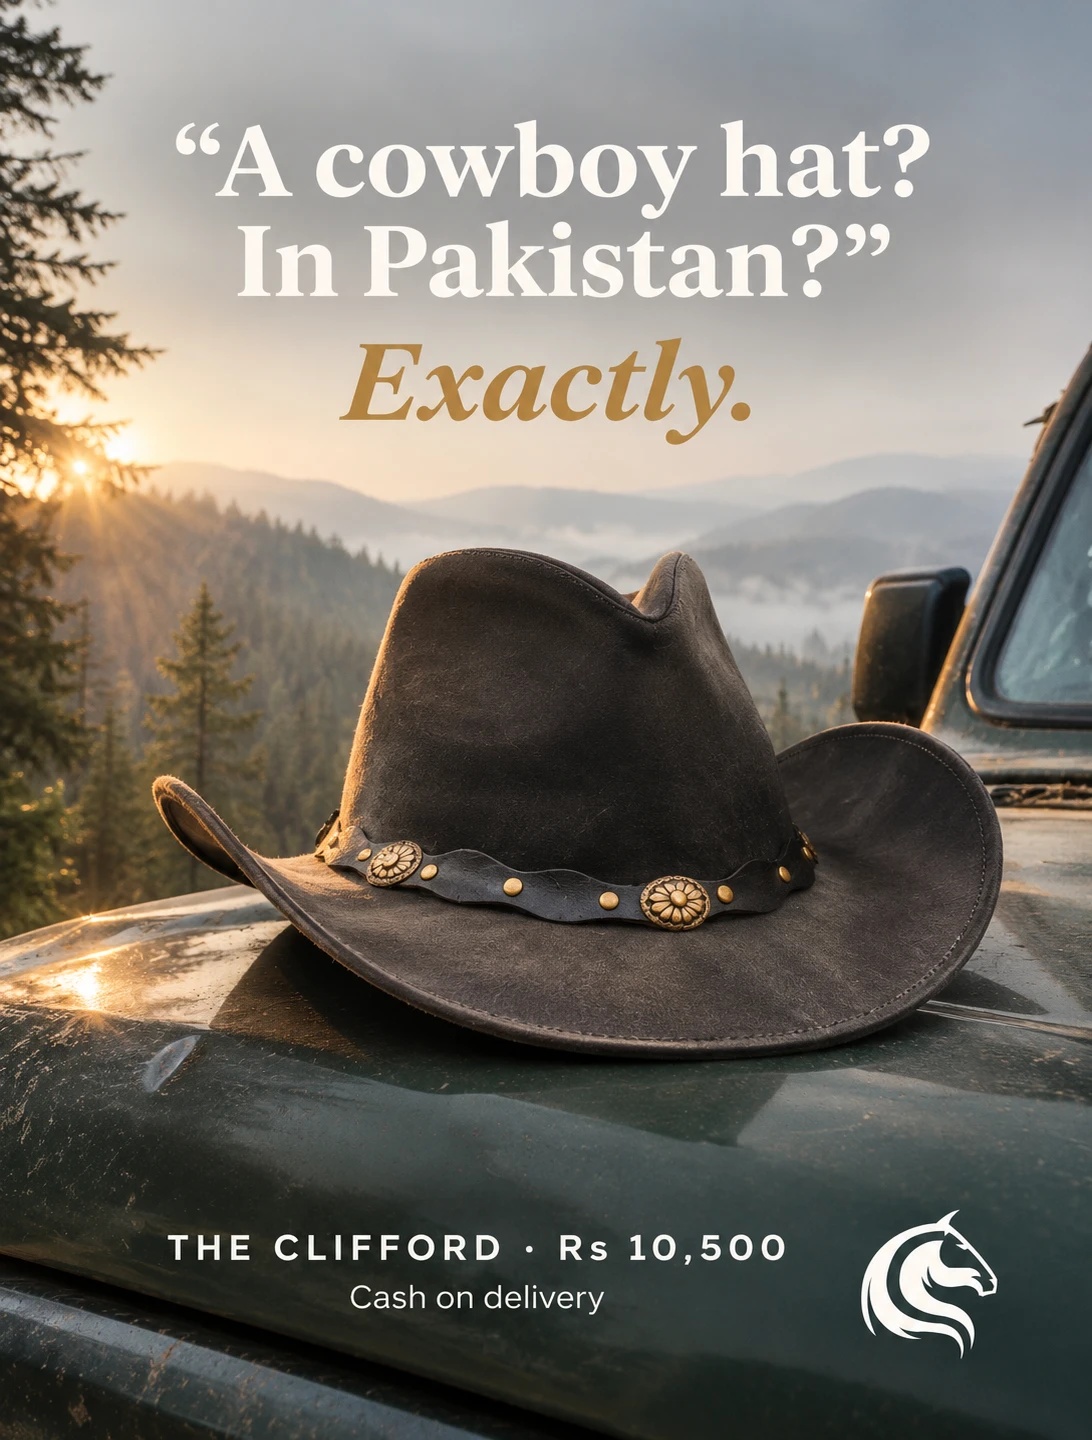 “A cowboy hat?
In Pakistan?”
Exactly.
THE CLIFFORD · Rs 10,500
Cash on delivery